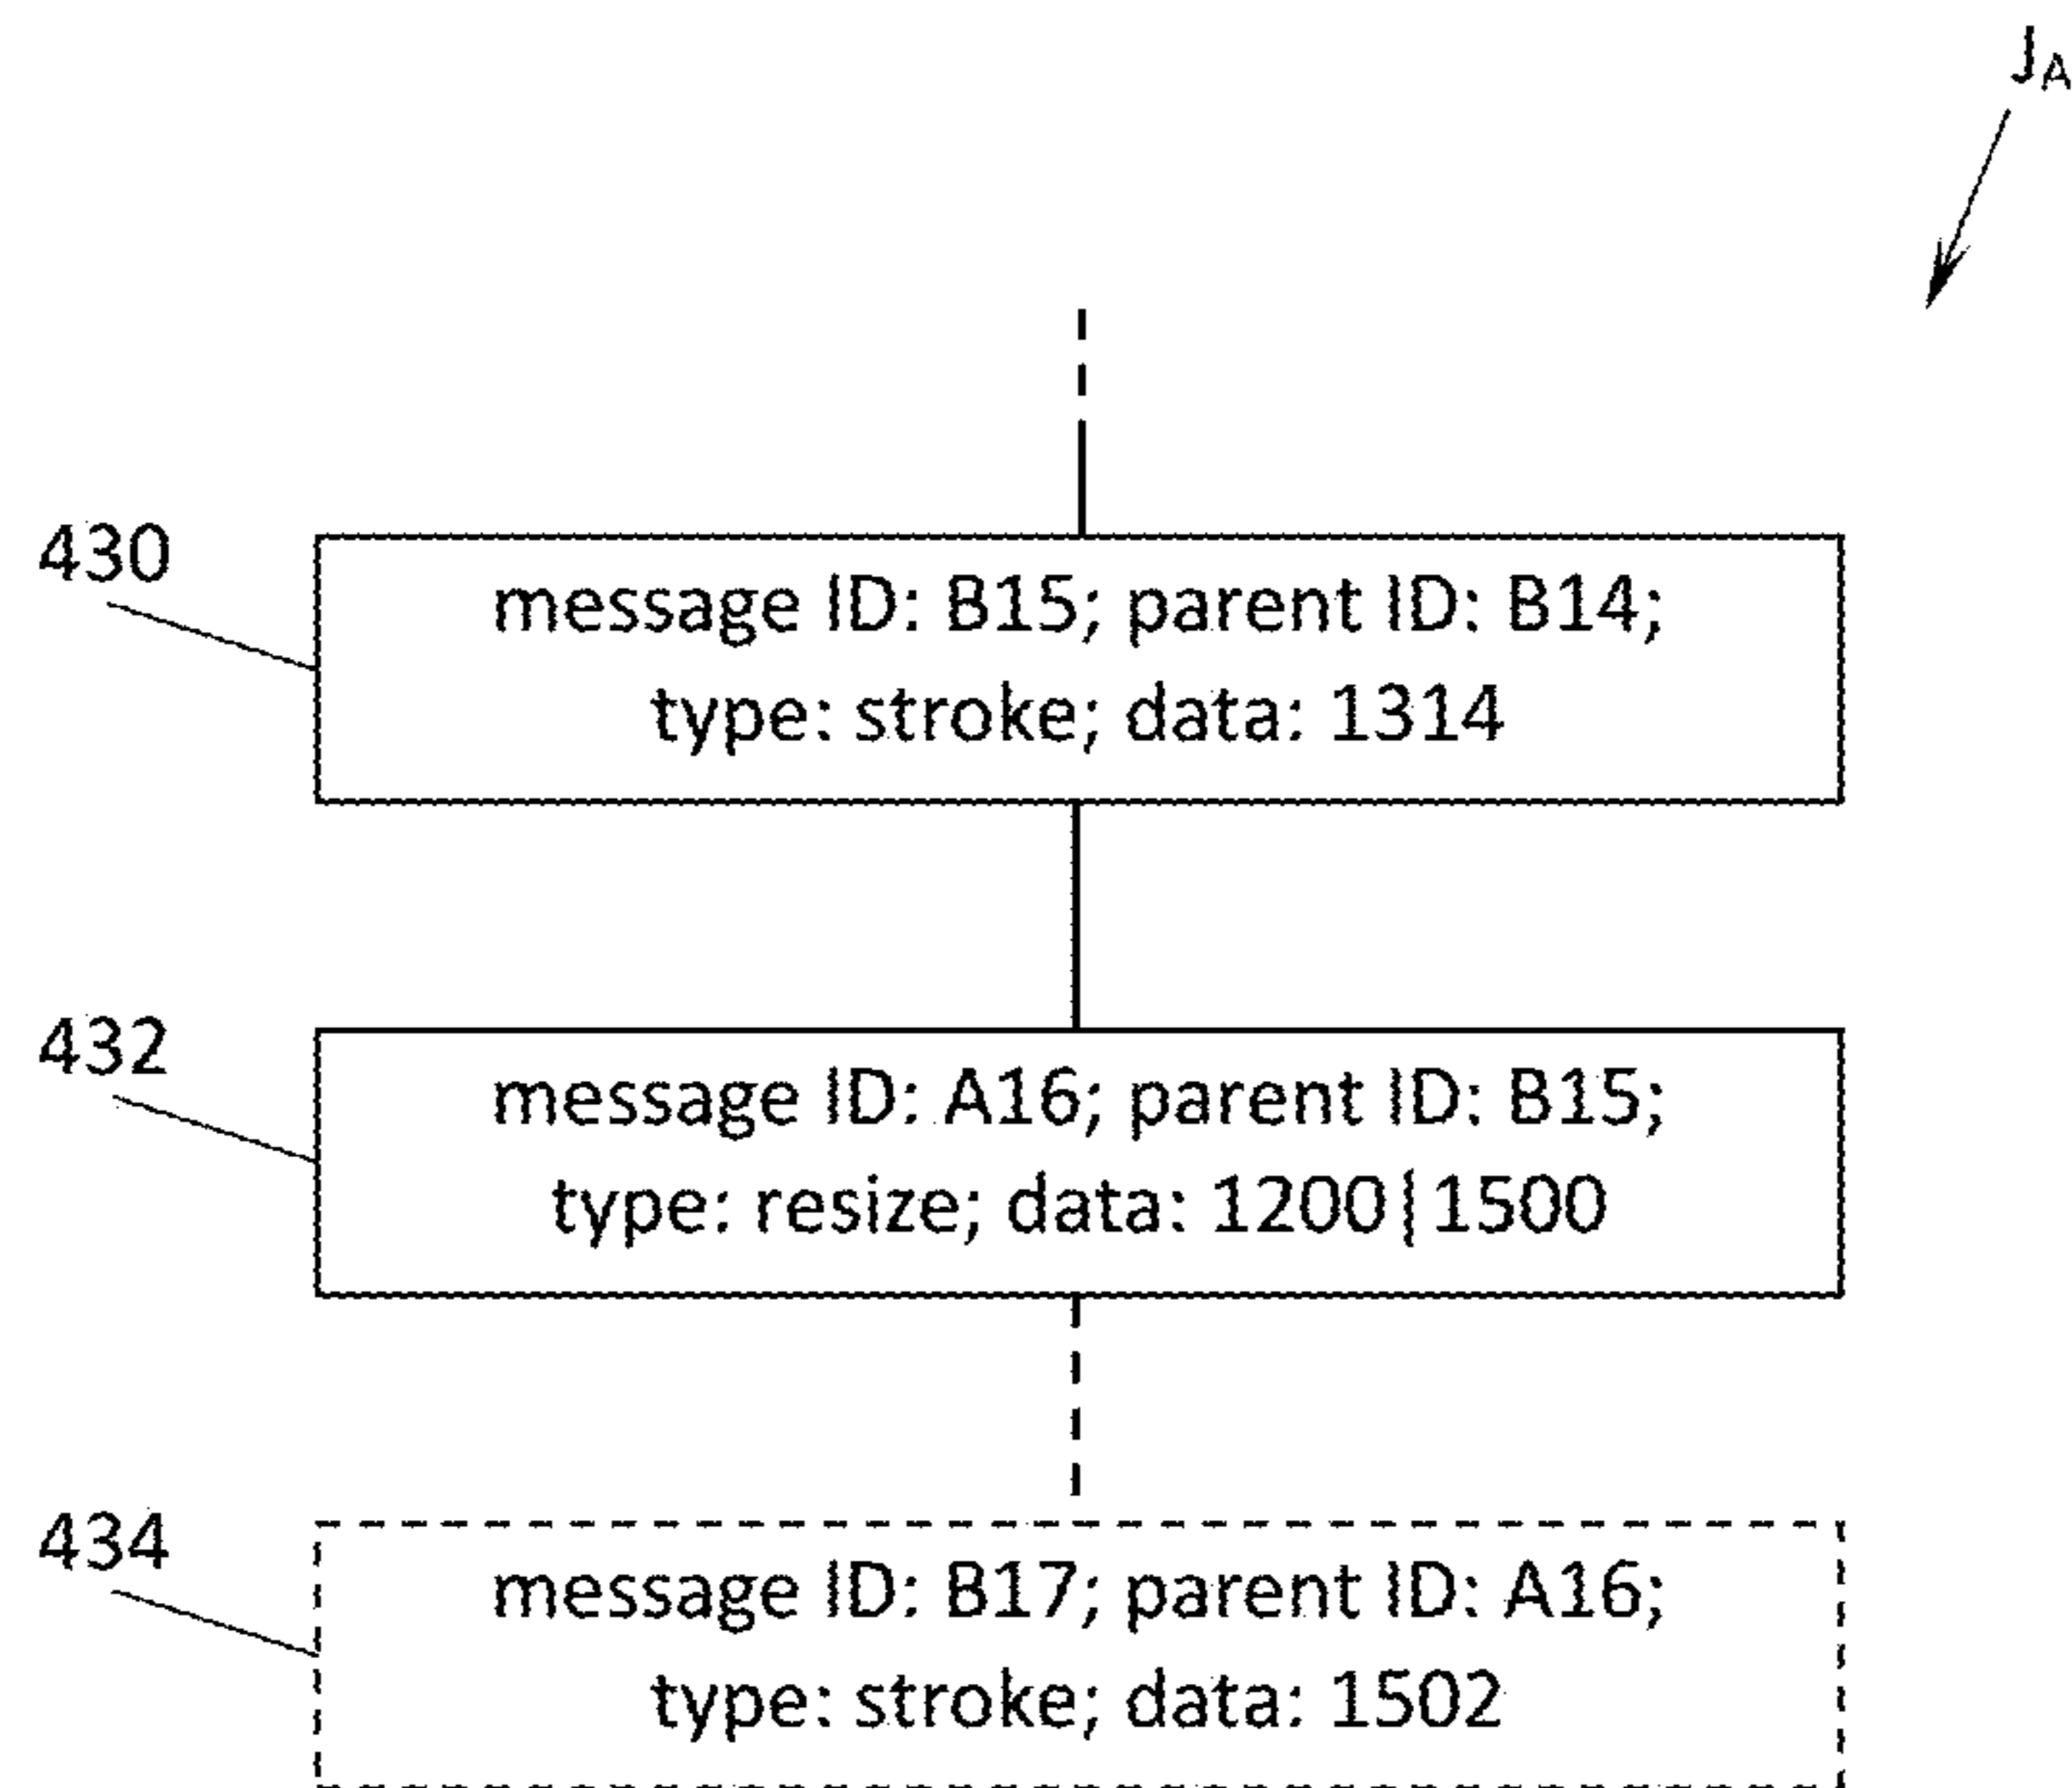 JA
430
message ID: B15; parent ID: B14;
type: stroke; data: 1314
432
message ID: A16; parent ID: B15;
type: resize; data: 1200|1500
434
message ID: B17; parent ID: A16;
type: stroke; data: 1502